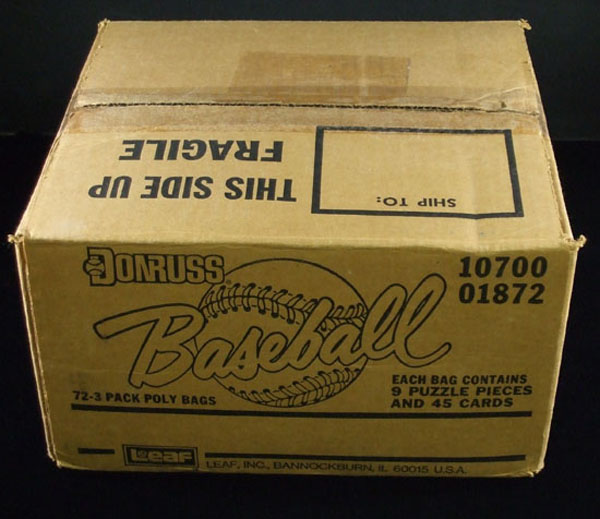 FRAGILE
THIS SIDE UP
SHIP TO:
DONRUSS
Baseball
10700
01872
72-3 PACK POLY BAGS
EACH BAG CONTAINS
9 PUZZLE PIECES
AND 45 CARDS
Leaf
LEAF, INC., BANNOCKBURN, IL 60015 U.S.A.